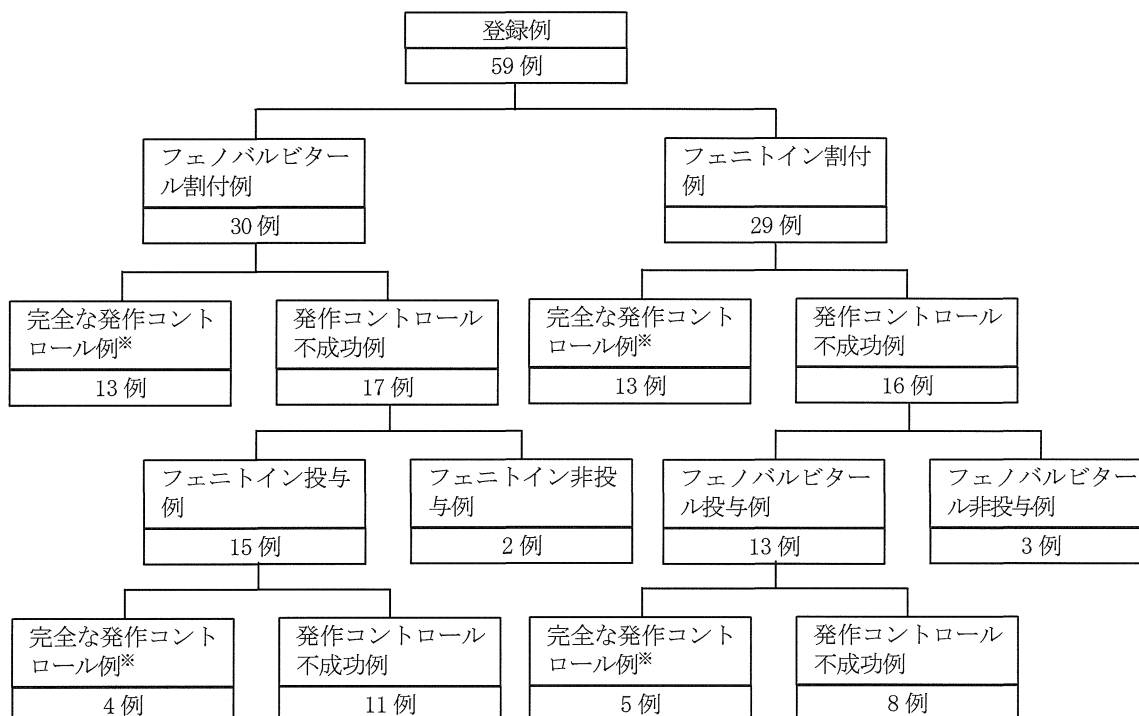 登録例
59 例
フェノバルビター
ル割付例
30 例
フェニトイン割付
例
29 例
完全な発作コント
ロール例※
13 例
発作コントロール
不成功例
17 例
完全な発作コント
ロール例※
13 例
発作コントロール
不成功例
16 例
フェニトイン投与
例
15 例
フェニトイン非投
与例
2 例
フェノバルビター
ル投与例
13 例
フェノバルビター
ル非投与例
3 例
完全な発作コント
ロール例※
4 例
発作コントロール
不成功例
11 例
完全な発作コント
ロール例※
5 例
発作コントロール
不成功例
8 例